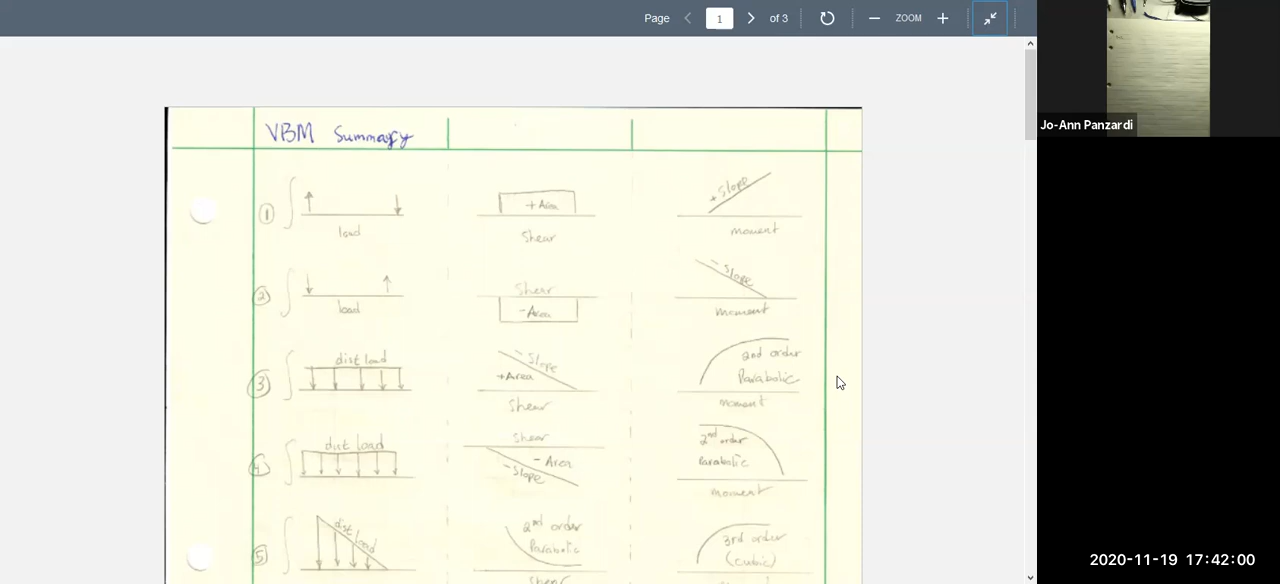 Page 1 of 3 ZOOM
Jo-Ann Panzardi
VBM Summary
1 + Area + Slope
load Shear moment
2 Shear - Slope
load - Area moment
3 dist load - Slope 2nd order
+Area Parabolic
Shear moment
4 dist load Shear 2nd order
- Area Parabolic
- Slope moment
5 dist load 2nd order 3rd order
Parabolic (cubic)
Shear
2020-11-19 17:42:00